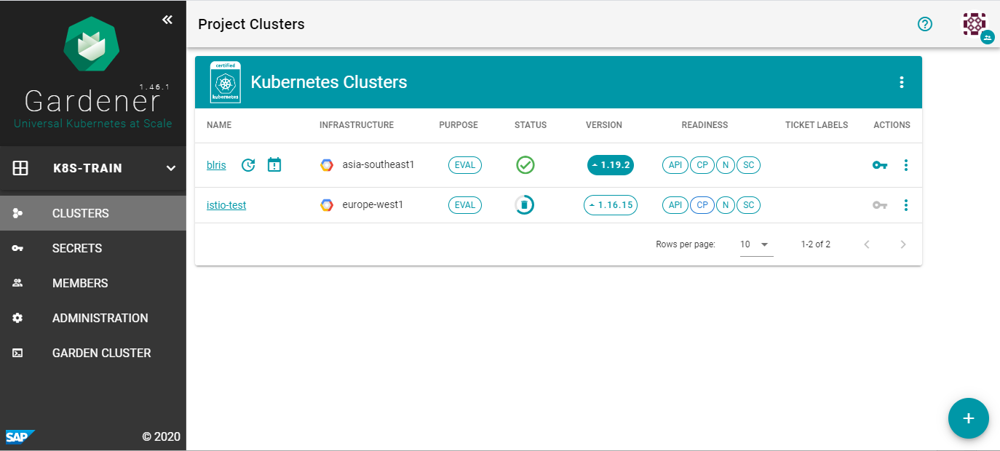 1.46.1
Gardener
Universal Kubernetes at Scale
K8S-TRAIN
CLUSTERS
SECRETS
MEMBERS
ADMINISTRATION
GARDEN CLUSTER
SAP © 2020
Project Clusters
certified
kubernetes
Kubernetes Clusters
NAME INFRASTRUCTURE PURPOSE STATUS VERSION READINESS TICKET LABELS ACTIONS
blris asia-southeast1 EVAL 1.19.2 API CP N SC
istio-test europe-west1 EVAL 1.16.15 API CP N SC
Rows per page: 10 1-2 of 2